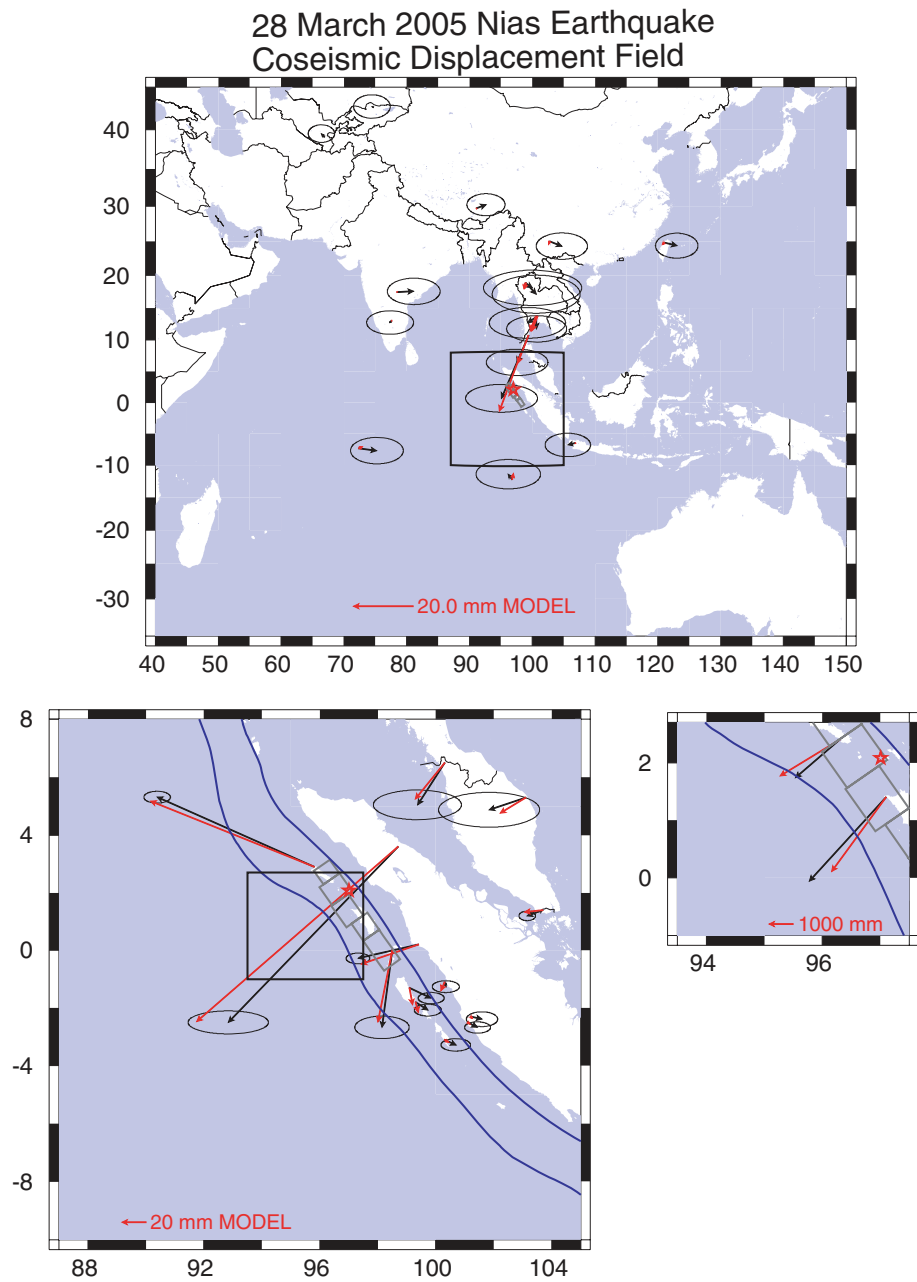 28 March 2005 Nias Earthquake
Coseismic Displacement Field
40
30
20
10
0
-10
-20
-30
20.0 mm MODEL
40 50 60 70 80 90 100 110 120 130 140 150
8
4
0
-4
-8
20 mm MODEL
88 92 96 100 104
2
0
1000 mm
94 96